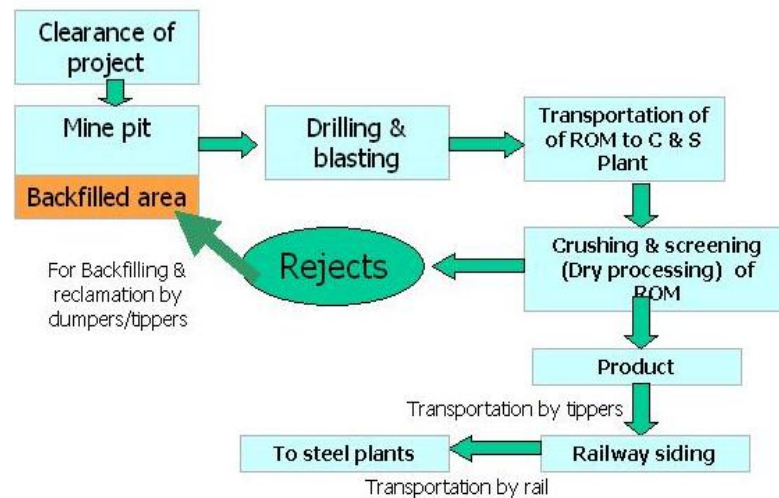 Clearance of
project
Mine pit
Backfilled area
Drilling &
blasting
Transportation of
of ROM to C & S
Plant
Crushing & screening
(Dry processing) of
ROM
Rejects
For Backfilling &
reclamation by
dumpers/tippers
Product
Transportation by tippers
Railway siding
To steel plants
Transportation by rail